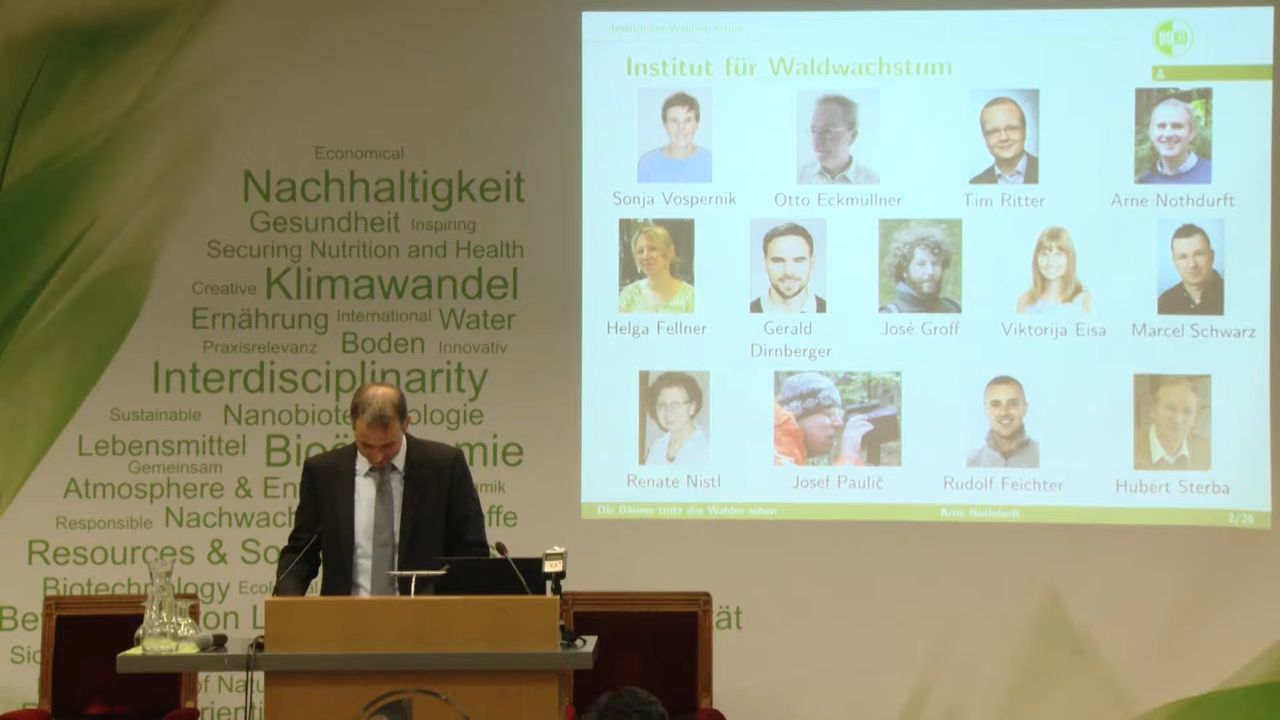 Economical
Nachhaltigkeit
Gesundheit Inspiring
Securing Nutrition and Health
Creative Klimawandel
Ernährung International Water
Praxisrelevanz Boden Innovativ
Interdisciplinarity
Sustainable
Lebensmittel
Gemeinsam
Atmosphere &
Responsible
Resources &
Biotechnology
Institut für Waldwachstum
BOKU
Institut für Waldwachstum
Sonja Vospernik Otto Eckmüllner Tim Ritter Arne Nothdurft
Helga Fellner Gerald José Groff Viktorija Eisa Marcel Schwarz
Dirnberger
Renate Nistl Josef Paulič Rudolf Feichter Hubert Sterba
Die Bäume trotz des Waldes sehen Arne Nothdurft 2/26